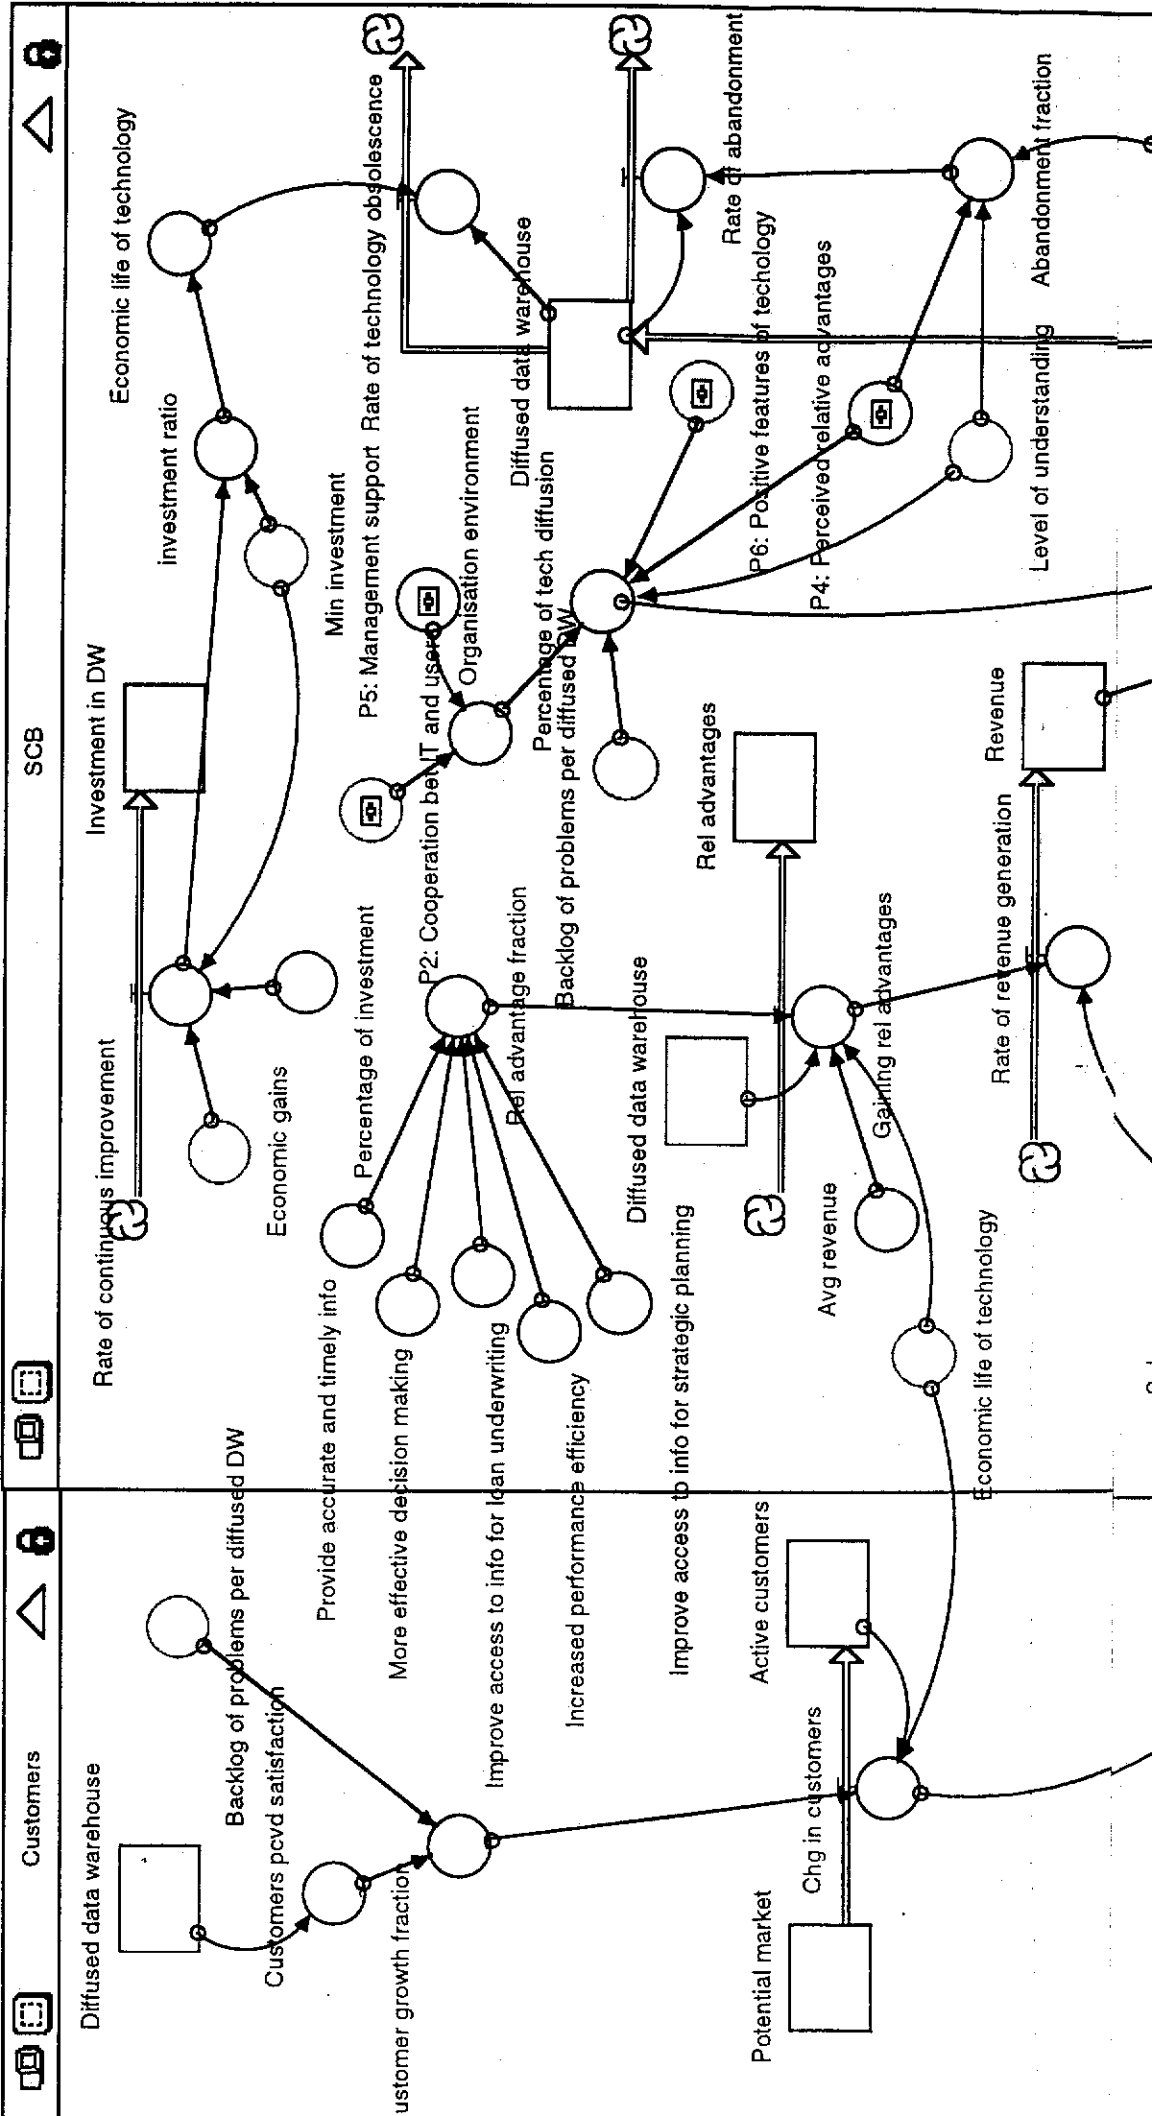 Customers
Diffused data warehouse
Backlog of problems per diffused DW
Customers pcvd satisfaction
ustomer growth fraction
Active customers
Chg in customers
Potential market
SCB
Rate of continuous improvement
Investment in DW
Economic life of technology
investment ratio
Economic gains
Min investment
Percentage of investment
P5: Management support
Rate of technology obsolescence
P2: Cooperation bet IT and user
Organisation environment
Diffused data warehouse
Provide accurate and timely info
Rel advantage fraction
Percentage of tech diffusion
More effective decision making
Backlog of problems per diffused DW
Improve access to info for loan underwriting
Increased performance efficiency
Diffused data warehouse
Improve access to info for strategic planning
Rel advantages
Rate of abandonment
P6: Positive features of techology
P4: Perceived relative advantages
Avg revenue
Gaining rel advantages
Economic life of technology
Rate of revenue generation
Revenue
Level of understanding
Abandonment fraction